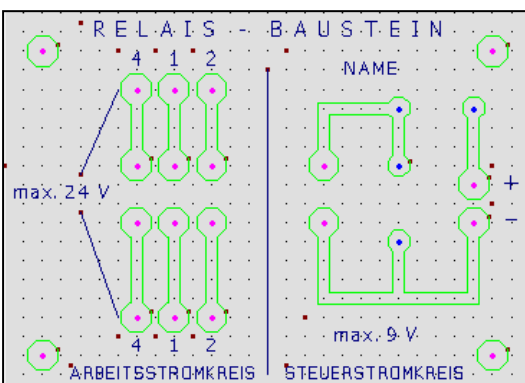 RELAIS - BAUSTEIN
4 1 2
NAME
max. 24 V
+
-
max. 9 V
4 1 2
ARBEITSSTROMKREIS STEUERSTROMKREIS